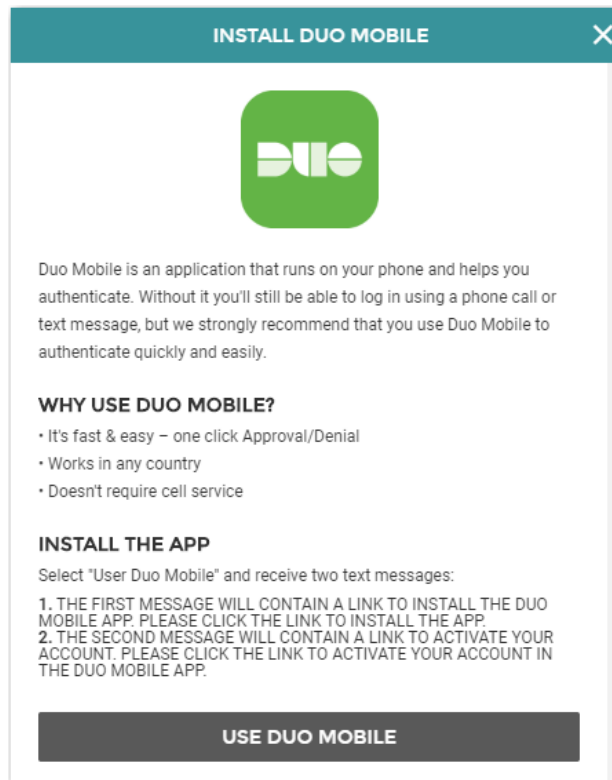 INSTALL DUO MOBILE
DUO
Duo Mobile is an application that runs on your phone and helps you
authenticate. Without it you'll still be able to log in using a phone call or
text message, but we strongly recommend that you use Duo Mobile to
authenticate quickly and easily.
WHY USE DUO MOBILE?
• It's fast & easy – one click Approval/Denial
• Works in any country
• Doesn't require cell service
INSTALL THE APP
Select "User Duo Mobile" and receive two text messages:
1. THE FIRST MESSAGE WILL CONTAIN A LINK TO INSTALL THE DUO
MOBILE APP. PLEASE CLICK THE LINK TO INSTALL THE APP.
2. THE SECOND MESSAGE WILL CONTAIN A LINK TO ACTIVATE YOUR
ACCOUNT. PLEASE CLICK THE LINK TO ACTIVATE YOUR ACCOUNT IN
THE DUO MOBILE APP.
USE DUO MOBILE